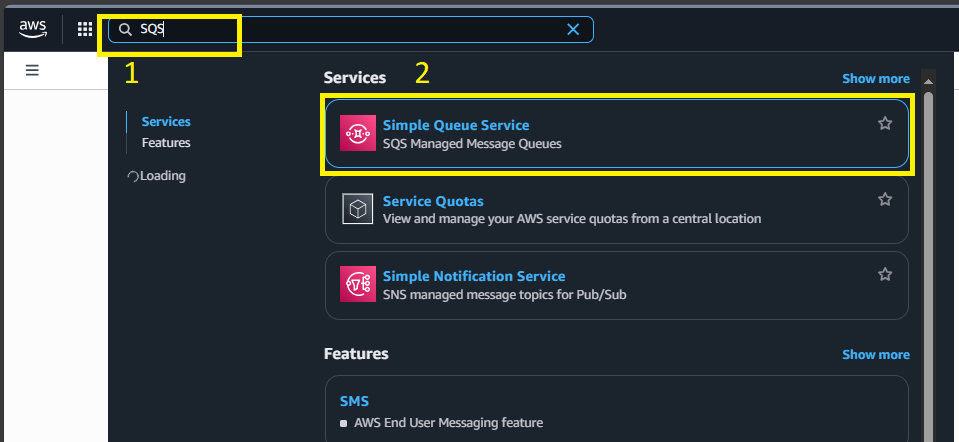 aws
SQS
1
2
Services
Show more
Services
Features
Loading
Simple Queue Service
SQS Managed Message Queues
Service Quotas
View and manage your AWS service quotas from a central location
Simple Notification Service
SNS managed message topics for Pub/Sub
Features
Show more
SMS
AWS End User Messaging feature